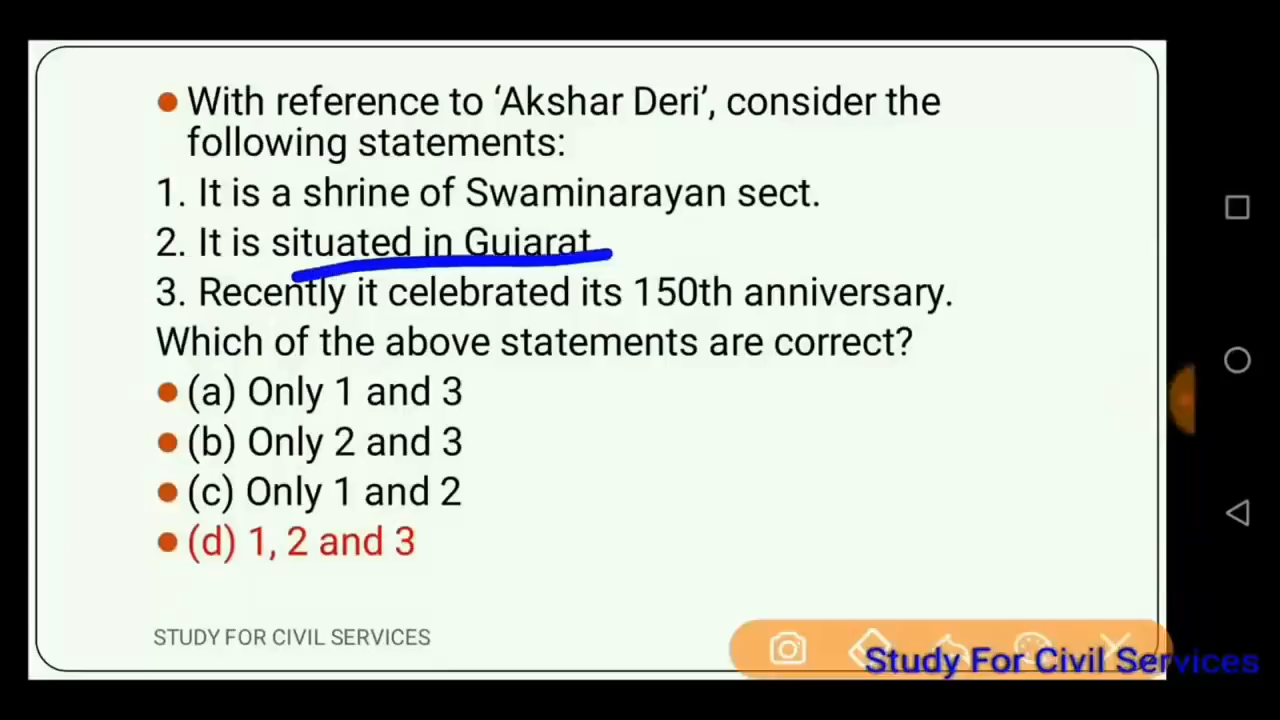 With reference to ‘Akshar Deri’, consider the
following statements:
1. It is a shrine of Swaminarayan sect.
2. It is situated in Gujarat.
3. Recently it celebrated its 150th anniversary.
Which of the above statements are correct?
(a) Only 1 and 3
(b) Only 2 and 3
(c) Only 1 and 2
(d) 1, 2 and 3
STUDY FOR CIVIL SERVICES
Study For Civil Services